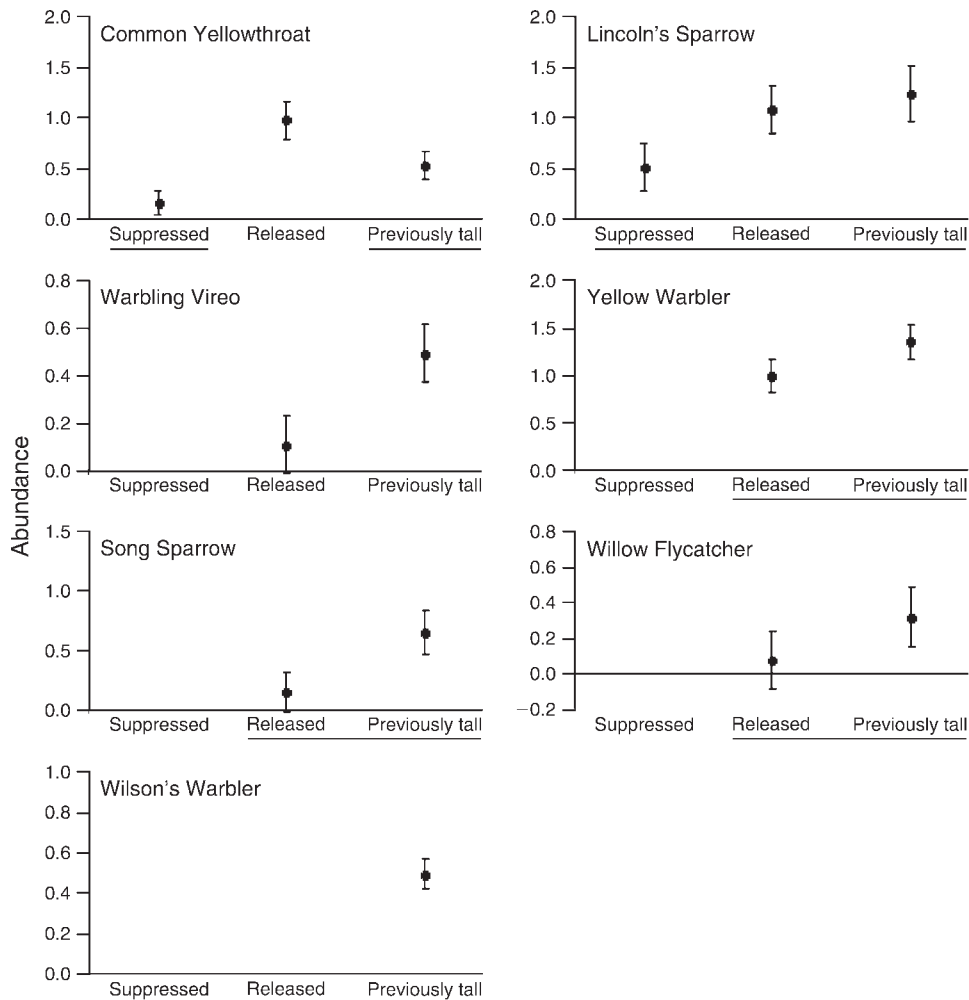 Abundance
Common Yellowthroat
2.0
1.5
1.0
0.5
0.0
Suppressed Released Previously tall
Lincoln's Sparrow
2.0
1.5
1.0
0.5
0.0
Suppressed Released Previously tall
Warbling Vireo
0.8
0.6
0.4
0.2
0.0
Suppressed Released Previously tall
Yellow Warbler
2.0
1.5
1.0
0.5
0.0
Suppressed Released Previously tall
Song Sparrow
1.5
1.0
0.5
0.0
Suppressed Released Previously tall
Willow Flycatcher
0.8
0.6
0.4
0.2
0.0
−0.2
Suppressed Released Previously tall
Wilson's Warbler
1.0
0.8
0.6
0.4
0.2
0.0
Suppressed Released Previously tall